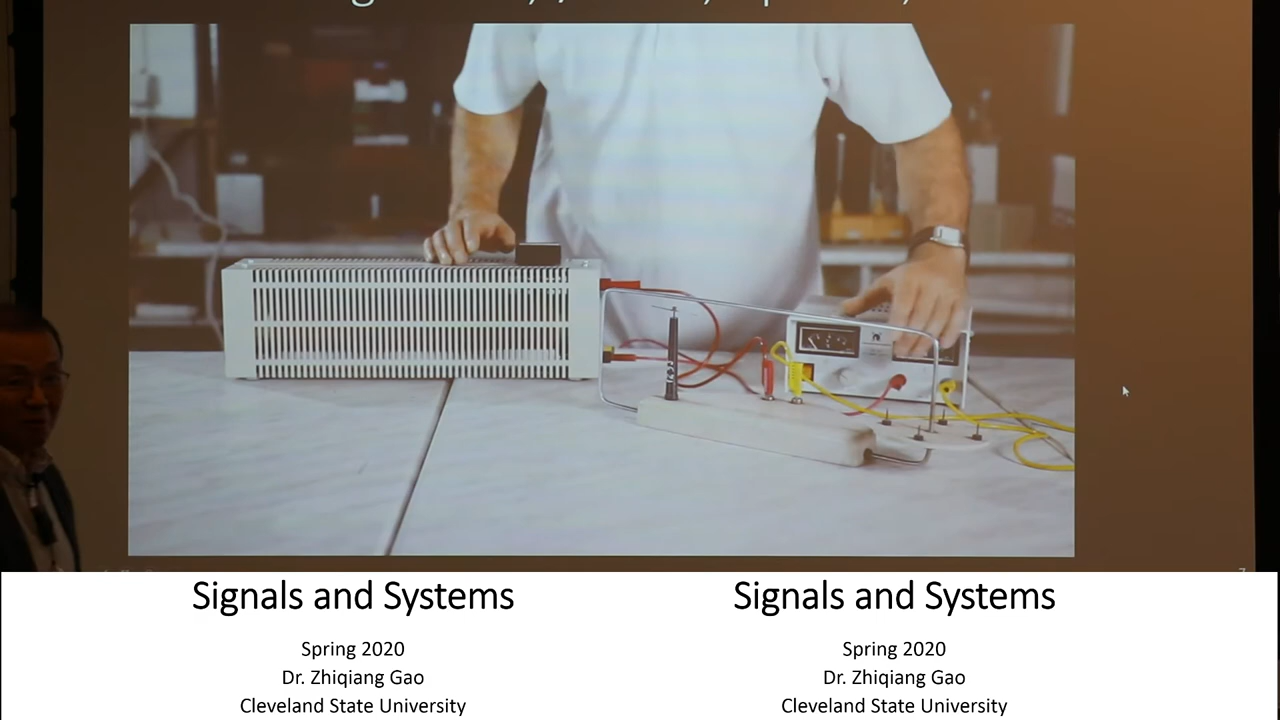 Signals and Systems
Spring 2020
Dr. Zhiqiang Gao
Cleveland State University
Signals and Systems
Spring 2020
Dr. Zhiqiang Gao
Cleveland State University